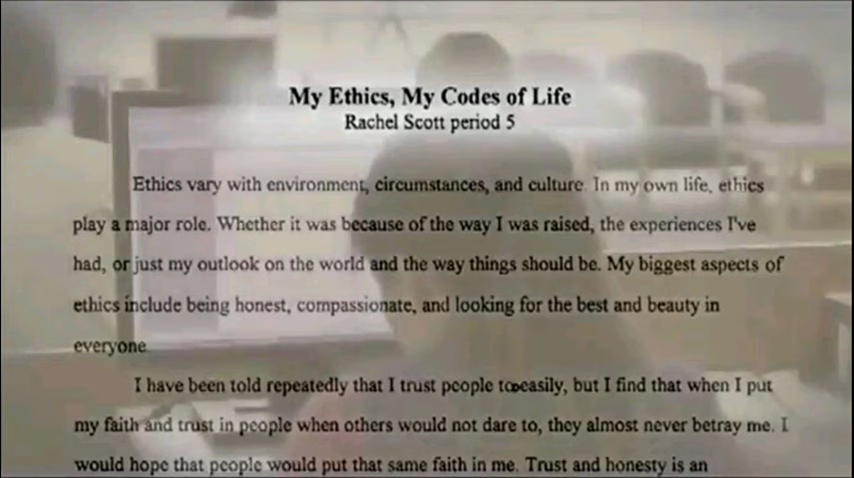 My Ethics, My Codes of Life
Rachel Scott period 5
Ethics vary with environment, circumstances, and culture. In my own life, ethics
play a major role. Whether it was because of the way I was raised, the experiences I've
had, or just my outlook on the world and the way things should be. My biggest aspects of
ethics include being honest, compassionate, and looking for the best and beauty in
everyone.
I have been told repeatedly that I trust people too easily, but I find that when I put
my faith and trust in people when others would not dare to, they almost never betray me. I
would hope that people would put that same faith in me. Trust and honesty is an